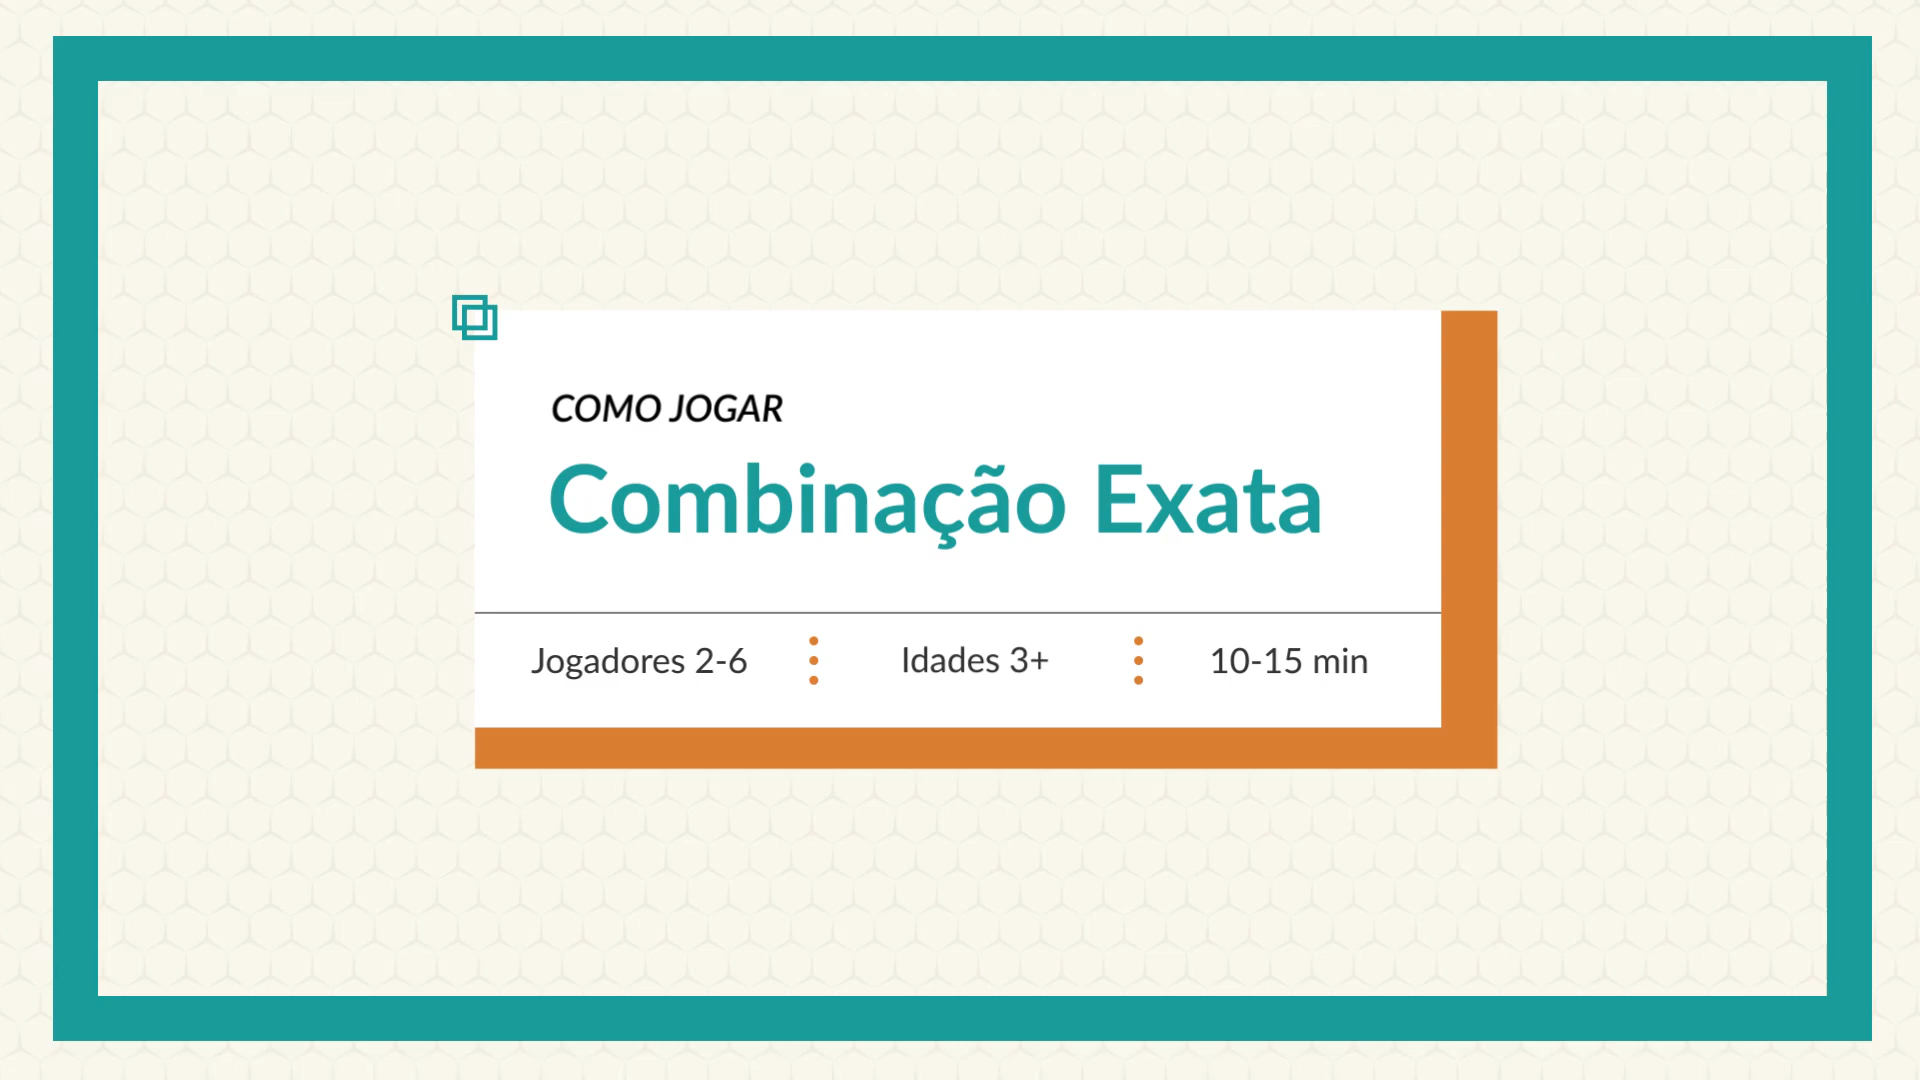 COMO JOGAR
Combinação Exata
Jogadores 2-6
Idades 3+
10-15 min